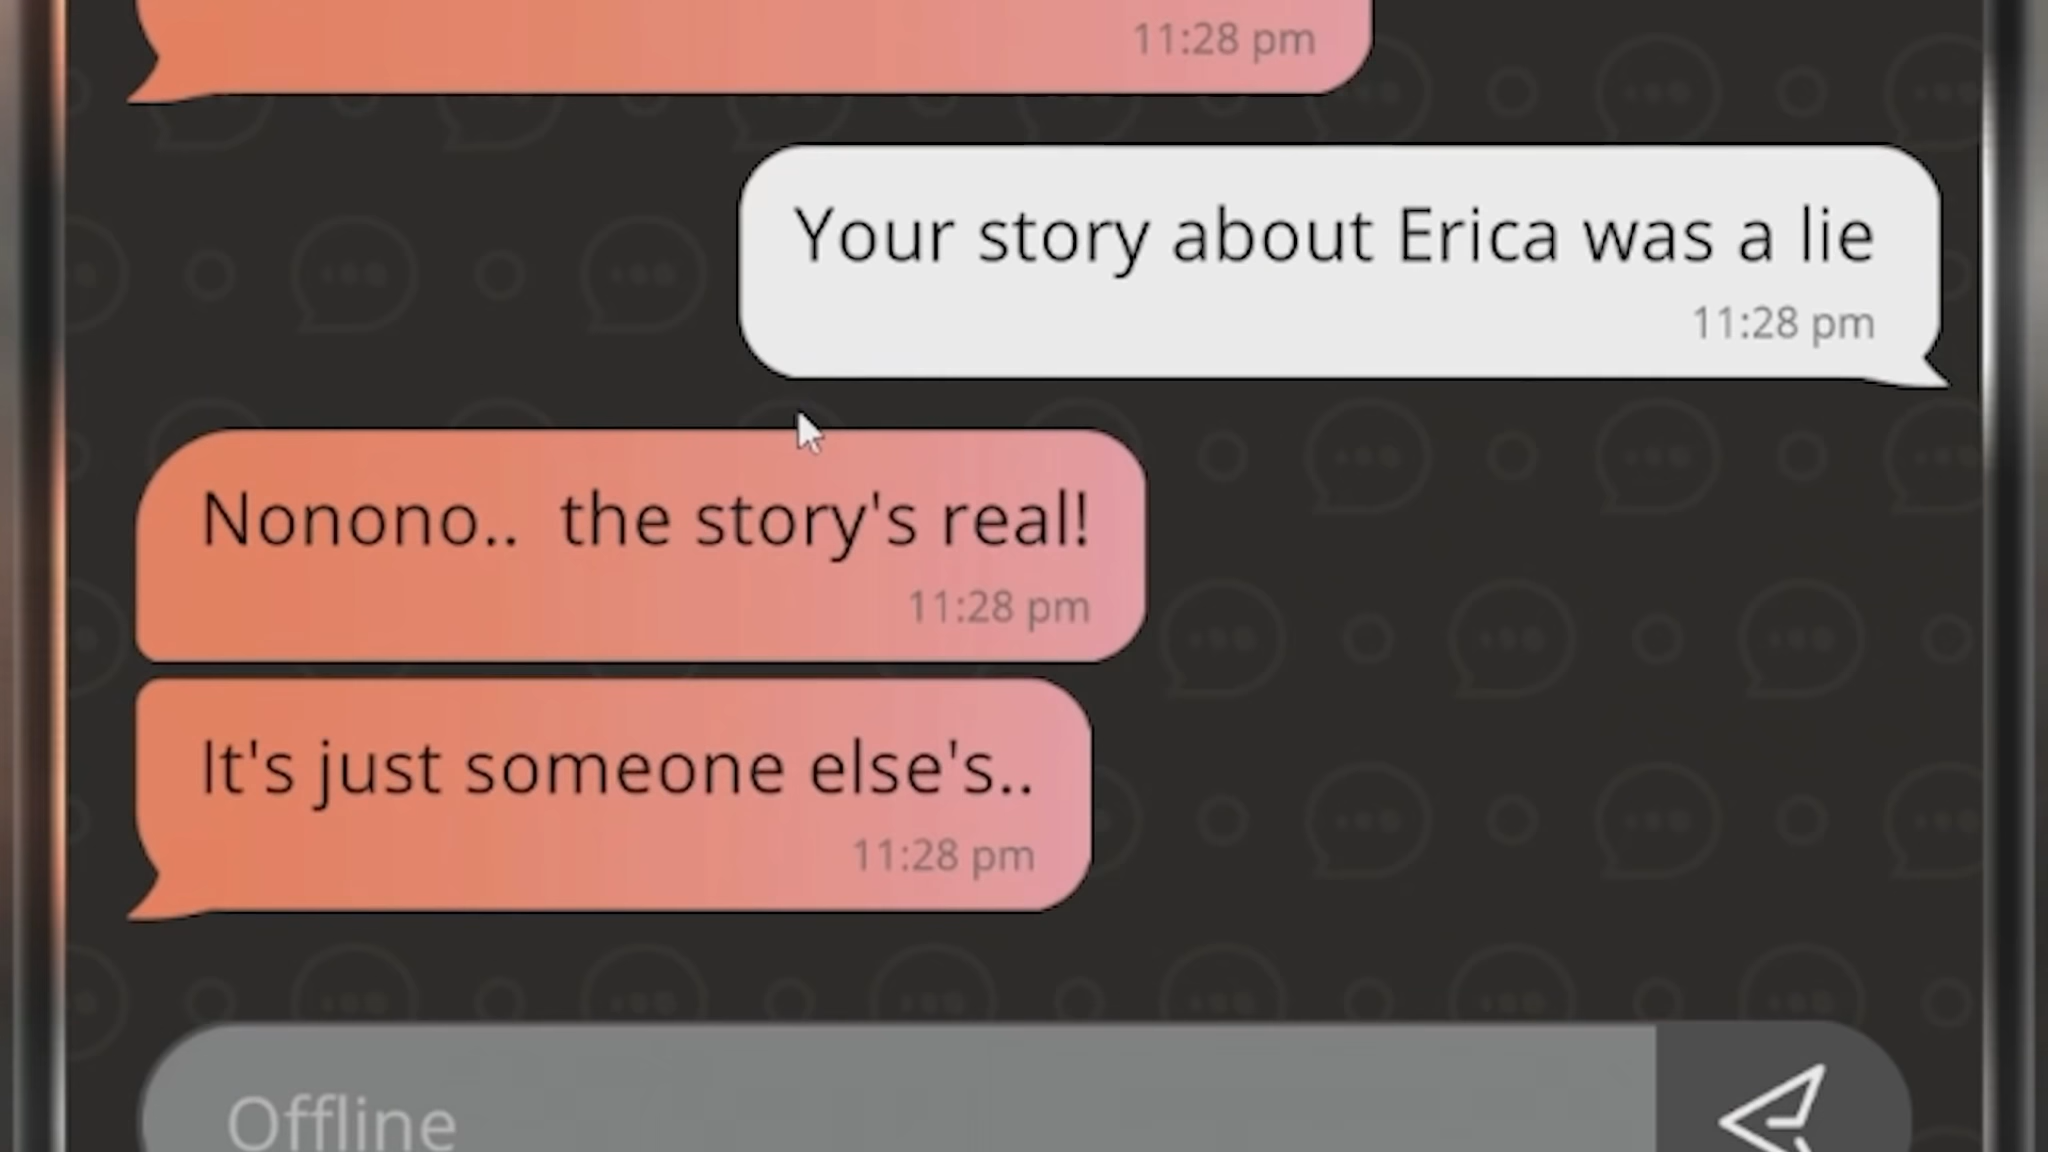 11:28 pm
Your story about Erica was a lie
11:28 pm
Nonono..  the story's real!
11:28 pm
It's just someone else's..
11:28 pm
Offline